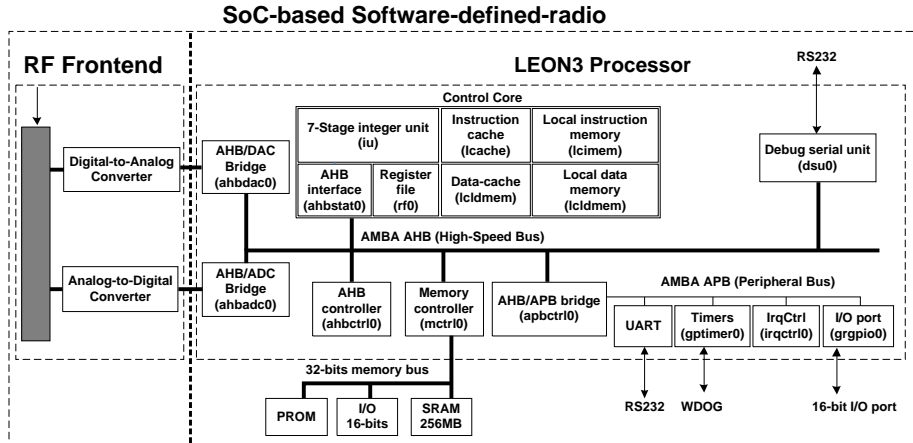 SoC-based Software-defined-radio
RF Frontend
LEON3 Processor
RS232
Control Core
7-Stage integer unit
(iu)
Instruction
cache
(Icache)
Local instruction
memory
(lcimem)
AHB
interface
(ahbstat0)
Register
file
(rf0)
Data-cache
(lcldmem)
Local data
memory
(lcldmem)
Debug serial unit
(dsu0)
Digital-to-Analog
Converter
AHB/DAC
Bridge
(ahbdac0)
AMBA AHB (High-Speed Bus)
Analog-to-Digital
Converter
AHB/ADC
Bridge
(ahbadc0)
AHB
controller
(ahbctrl0)
Memory
controller
(mctrl0)
AHB/APB bridge
(apbctrl0)
AMBA APB (Peripheral Bus)
UART
Timers
(gptimer0)
IrqCtrl
(irqctrl0)
I/O port
(grgpio0)
32-bits memory bus
PROM
I/O
16-bits
SRAM
256MB
RS232
WDOG
16-bit I/O port